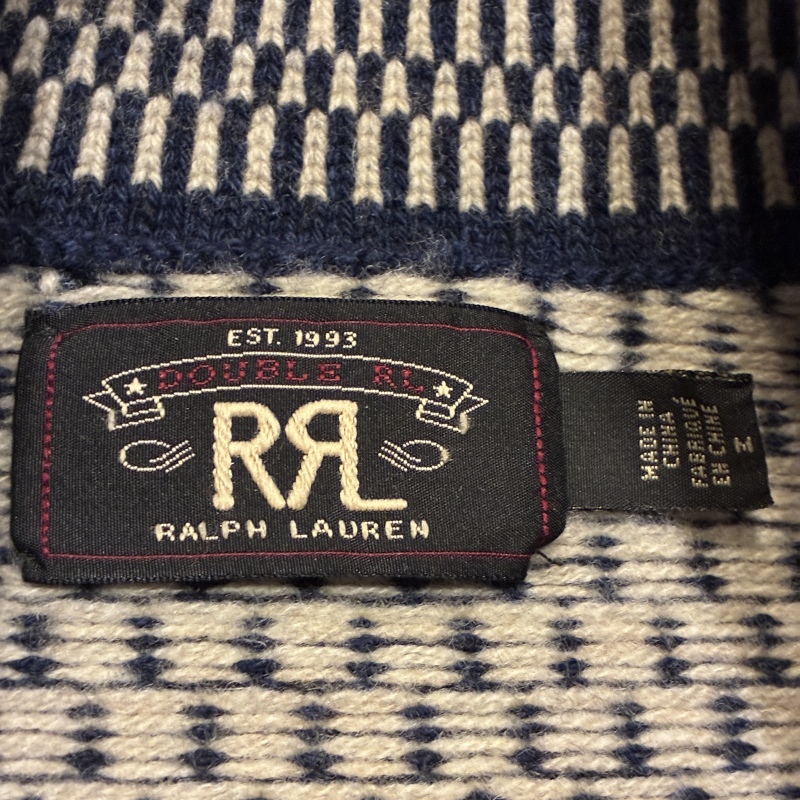 EST. 1993
DOUBLE RL
RRL
RALPH LAUREN
MADE IN
CHINA
FABRIQUÉ
EN CHINE
M